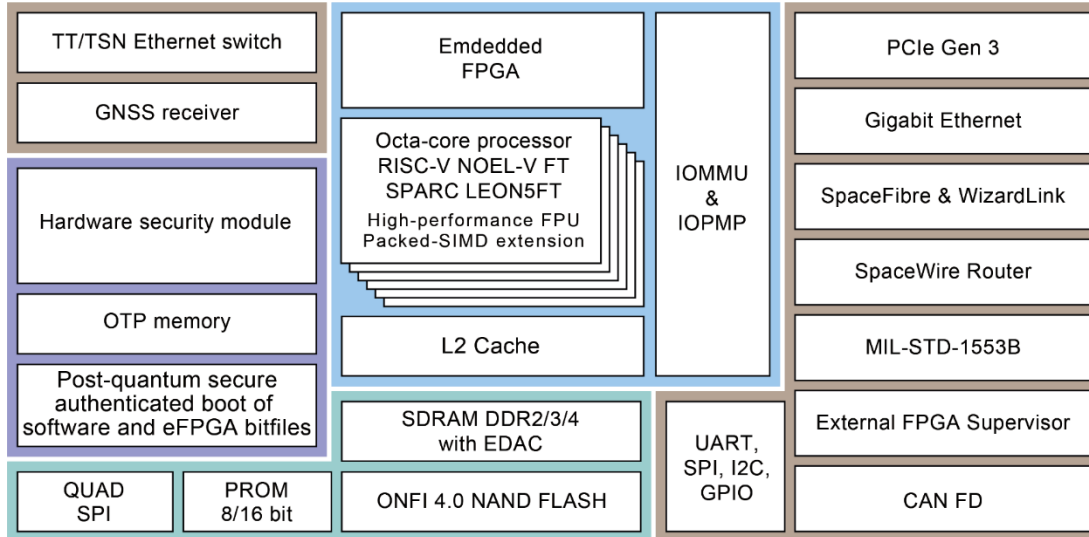 TT/TSN Ethernet switch
GNSS receiver
Hardware security module
OTP memory
Post-quantum secure
authenticated boot of
software and eFPGA bitfiles
QUAD
SPI
PROM
8/16 bit
Emdedded
FPGA
Octa-core processor
RISC-V NOEL-V FT
SPARC LEON5FT
High-performance FPU
Packed-SIMD extension
L2 Cache
IOMMU
&
IOPMP
SDRAM DDR2/3/4
with EDAC
ONFI 4.0 NAND FLASH
UART,
SPI, I2C,
GPIO
PCIe Gen 3
Gigabit Ethernet
SpaceFibre & WizardLink
SpaceWire Router
MIL-STD-1553B
External FPGA Supervisor
CAN FD